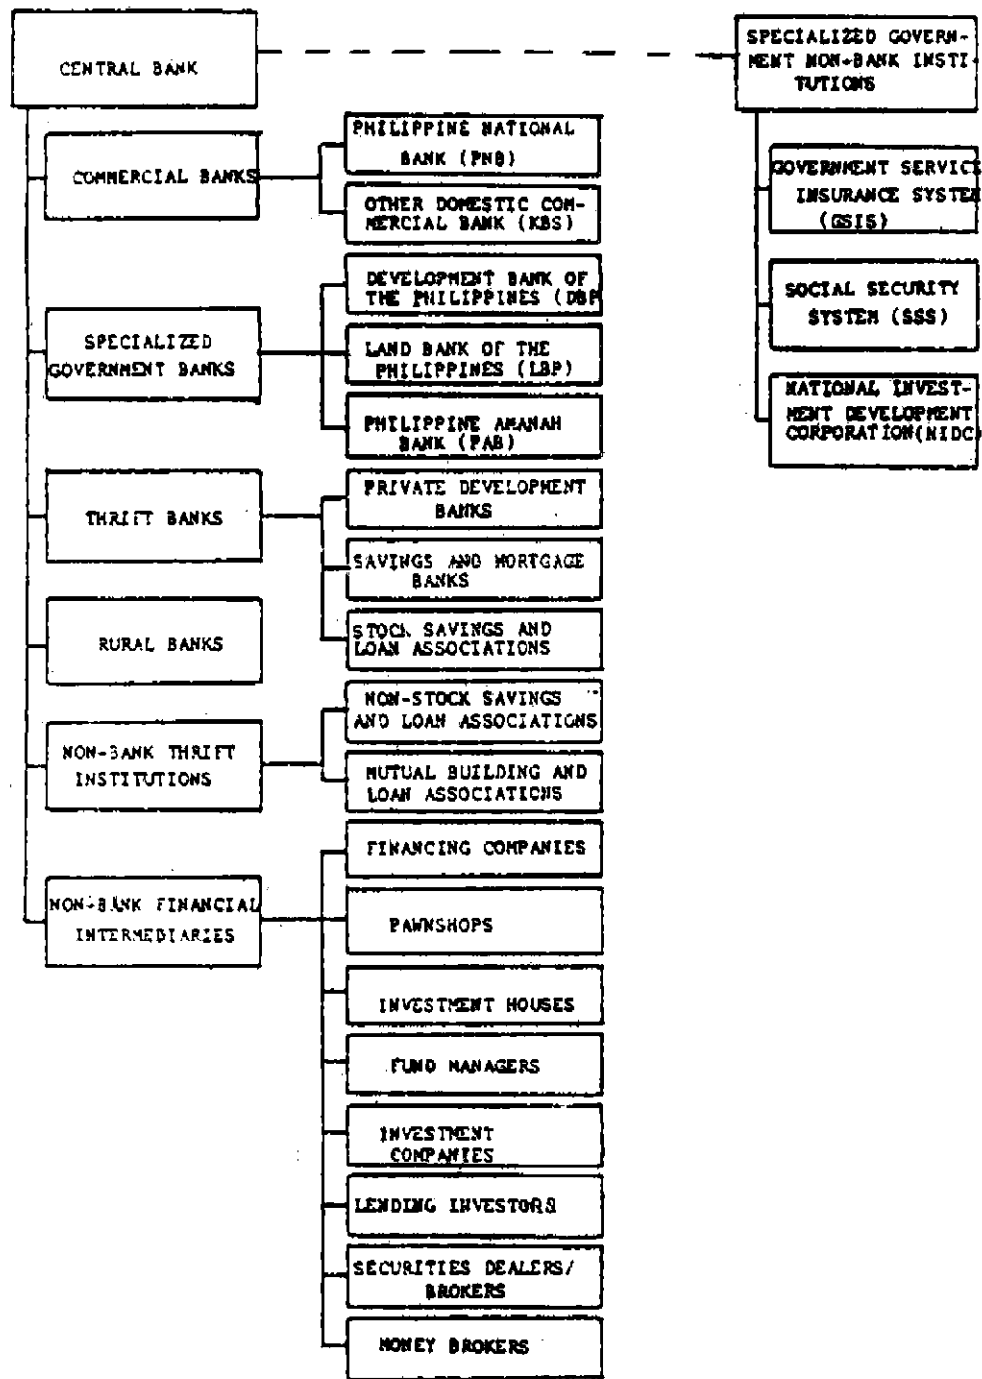 CENTRAL BANK
SPECIALIZED GOVERN-
MENT NON-BANK INSTI-
TUTIONS
COMMERCIAL BANKS
PHILIPPINE NATIONAL
BANK (PNB)
OTHER DOMESTIC COM-
MERCIAL BANK (KBS)
GOVERNMENT SERVICE
INSURANCE SYSTEM
(GSIS)
SPECIALIZED
GOVERNMENT BANKS
DEVELOPMENT BANK OF
THE PHILIPPINES (DBP
LAND BANK OF THE
PHILIPPINES (LBP)
PHILIPPINE AMANAH
BANK (PAB)
SOCIAL SECURITY
SYSTEM (SSS)
NATIONAL INVEST-
MENT DEVELOPMENT
CORPORATION(NIDC)
THRIFT BANKS
PRIVATE DEVELOPMENT
BANKS
SAVINGS AND MORTGAGE
BANKS
STOCK SAVINGS AND
LOAN ASSOCIATIONS
RURAL BANKS
NON-BANK THRIFT
INSTITUTIONS
NON-STOCK SAVINGS
AND LOAN ASSOCIATIONS
MUTUAL BUILDING AND
LOAN ASSOCIATIONS
NON-BANK FINANCIAL
INTERMEDIARIES
FINANCING COMPANIES
PAWNSHOPS
INVESTMENT HOUSES
FUND MANAGERS
INVESTMENT
COMPANIES
LENDING INVESTORS
SECURITIES DEALERS/
BROKERS
MONEY BROKERS